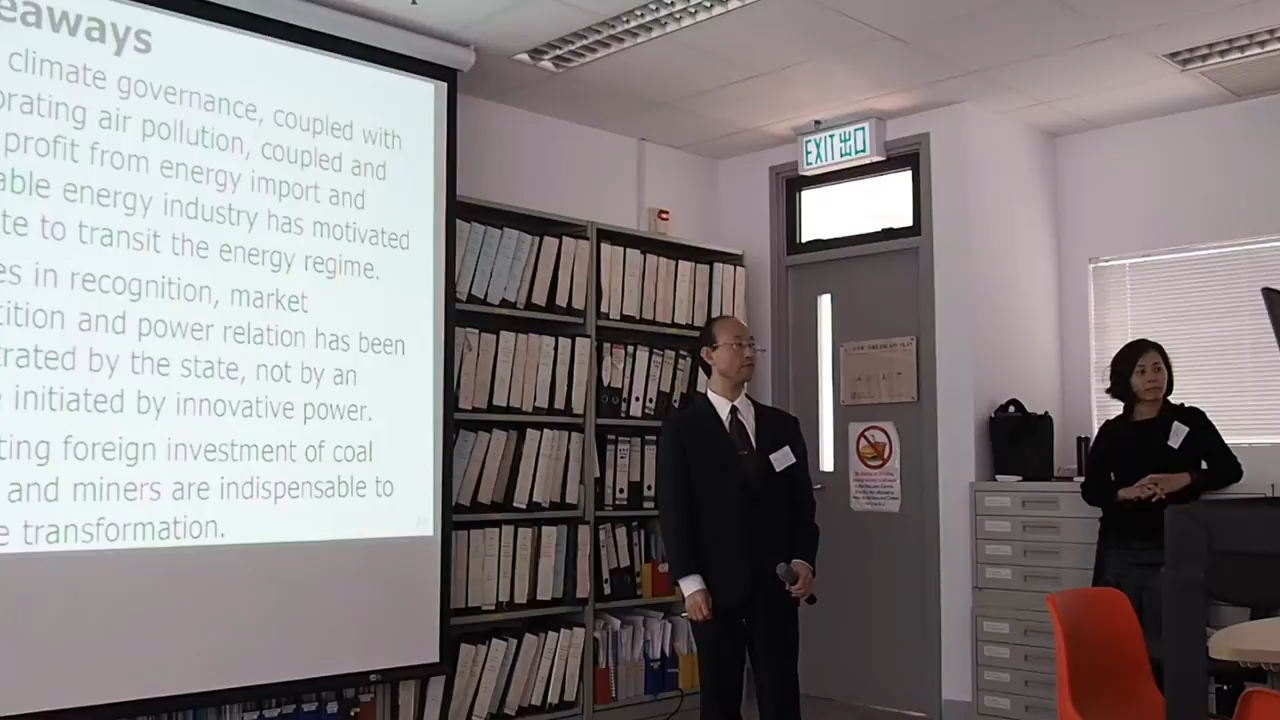 eaways
climate governance, coupled with
orating air pollution, coupled and
profit from energy import and
able energy industry has motivated
te to transit the energy regime.
es in recognition, market
tition and power relation has been
trated by the state, not by an
e initiated by innovative power.
ting foreign investment of coal
and miners are indispensable to
e transformation.
EXIT 出口